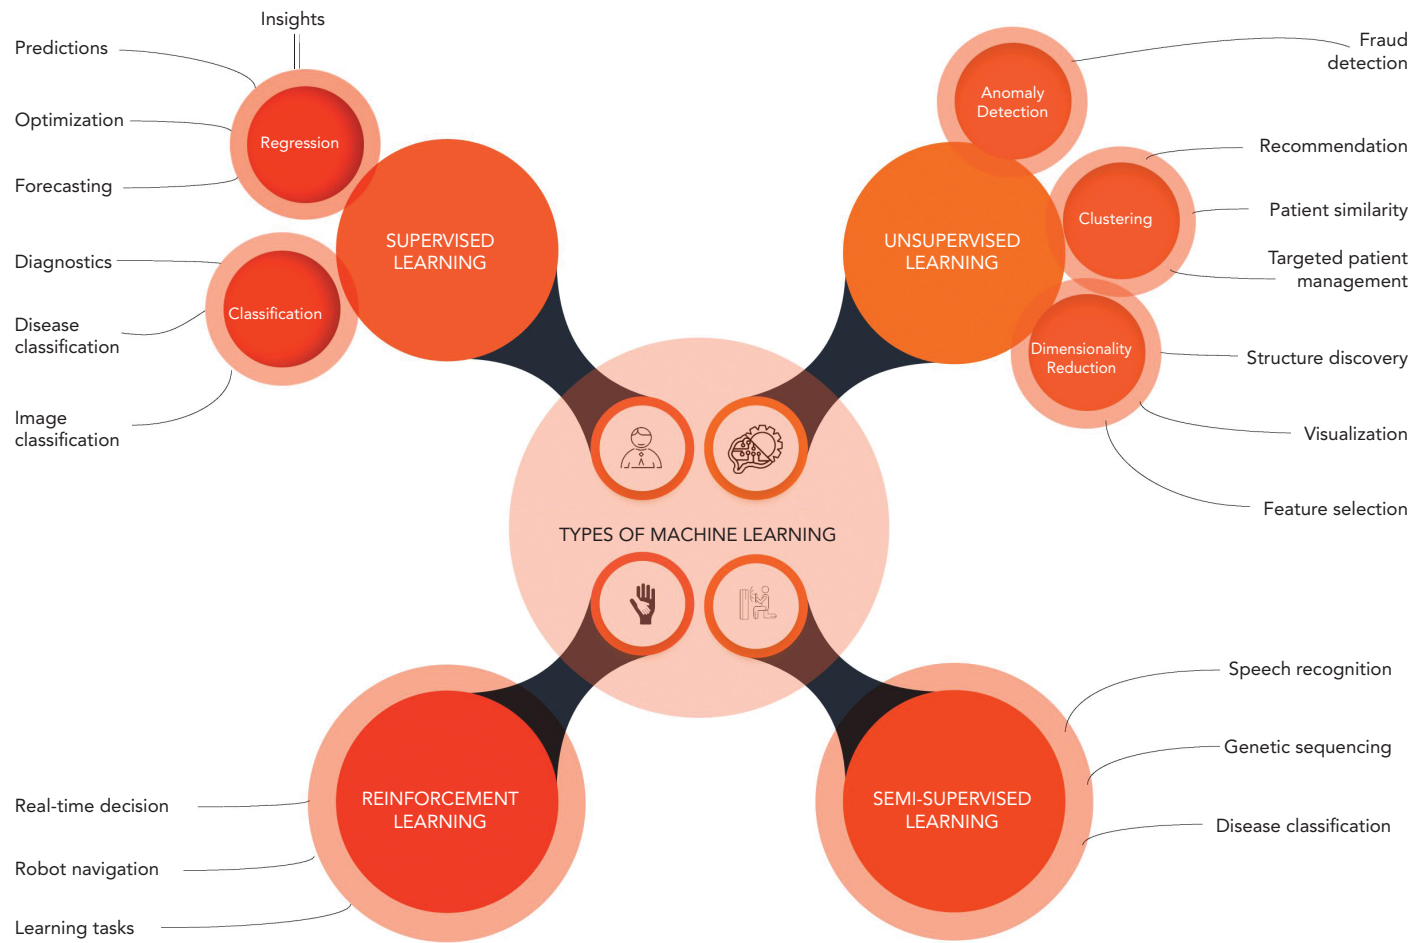 Insights
Predictions
Optimization
Forecasting
Regression
Diagnostics
Disease
classification
Image
classification
Classification
SUPERVISED
LEARNING
Anomaly
Detection
Fraud
detection
UNSUPERVISED
LEARNING
Clustering
Recommendation
Patient similarity
Targeted patient
management
Dimensionality
Reduction
Structure discovery
Visualization
Feature selection
TYPES OF MACHINE LEARNING
REINFORCEMENT
LEARNING
Real-time decision
Robot navigation
Learning tasks
SEMI-SUPERVISED
LEARNING
Speech recognition
Genetic sequencing
Disease classification